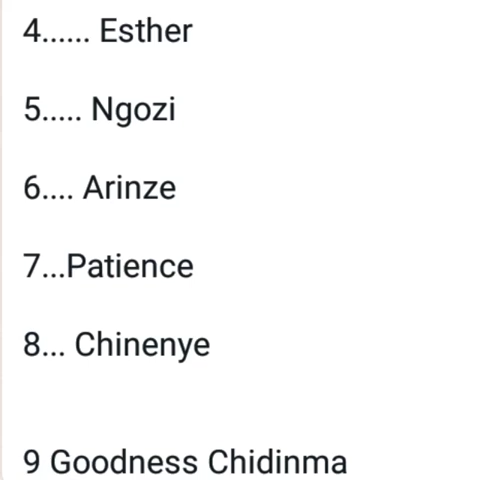 4...... Esther
5..... Ngozi
6.... Arinze
7...Patience
8... Chinenye
9 Goodness Chidinma